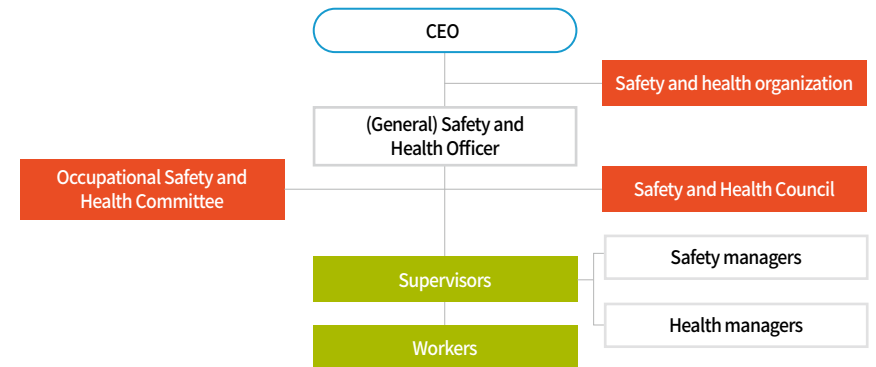 CEO
Safety and health organization
(General) Safety and
Health Officer
Occupational Safety and
Health Committee
Safety and Health Council
Supervisors
Safety managers
Health managers
Workers